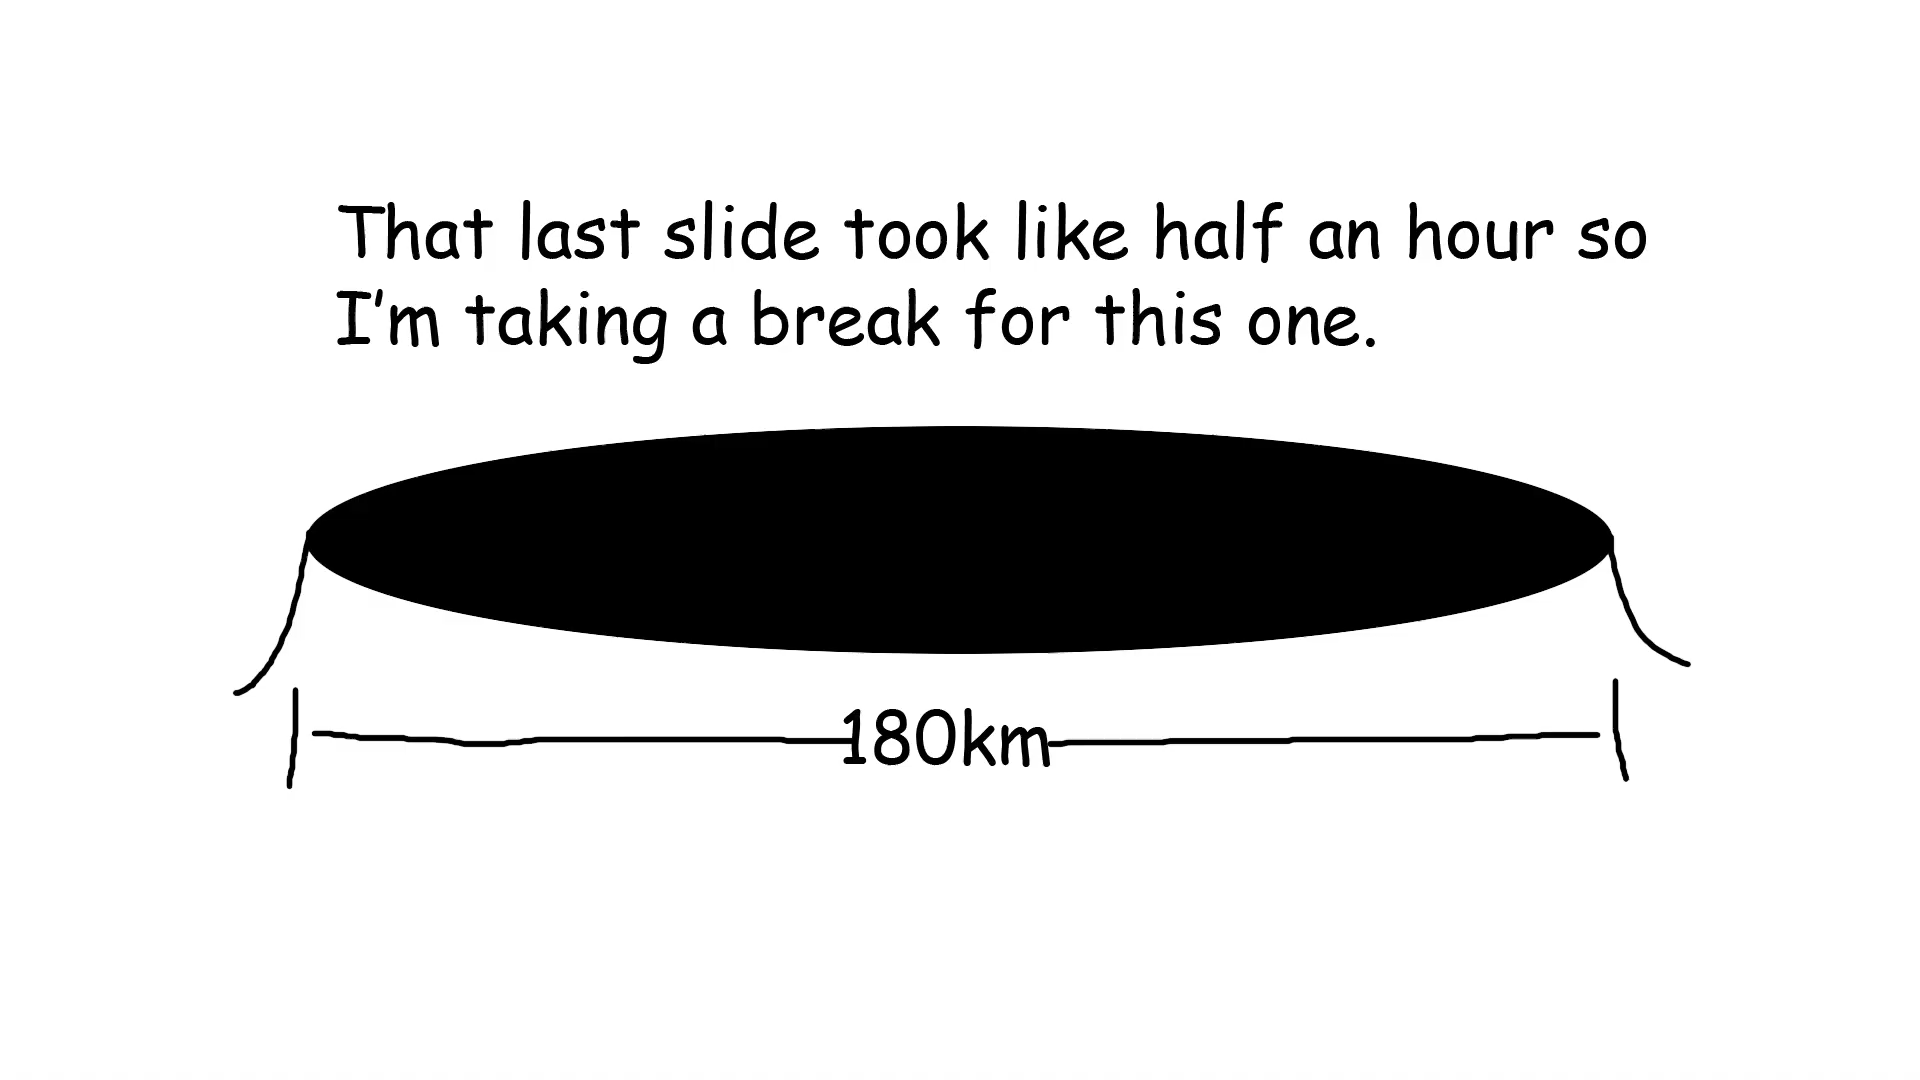 That last slide took like half an hour so
I'm taking a break for this one.
180km